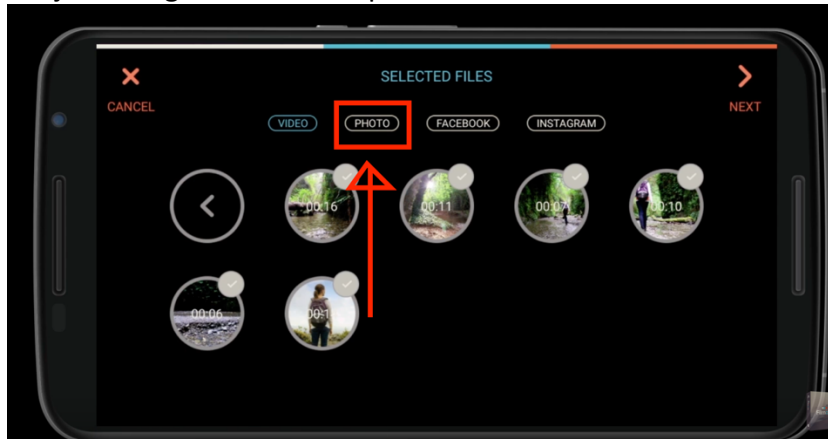 SELECTED FILES
CANCEL
NEXT
VIDEO PHOTO FACEBOOK INSTAGRAM
00:16 00:11 00:07 00:10
00:06